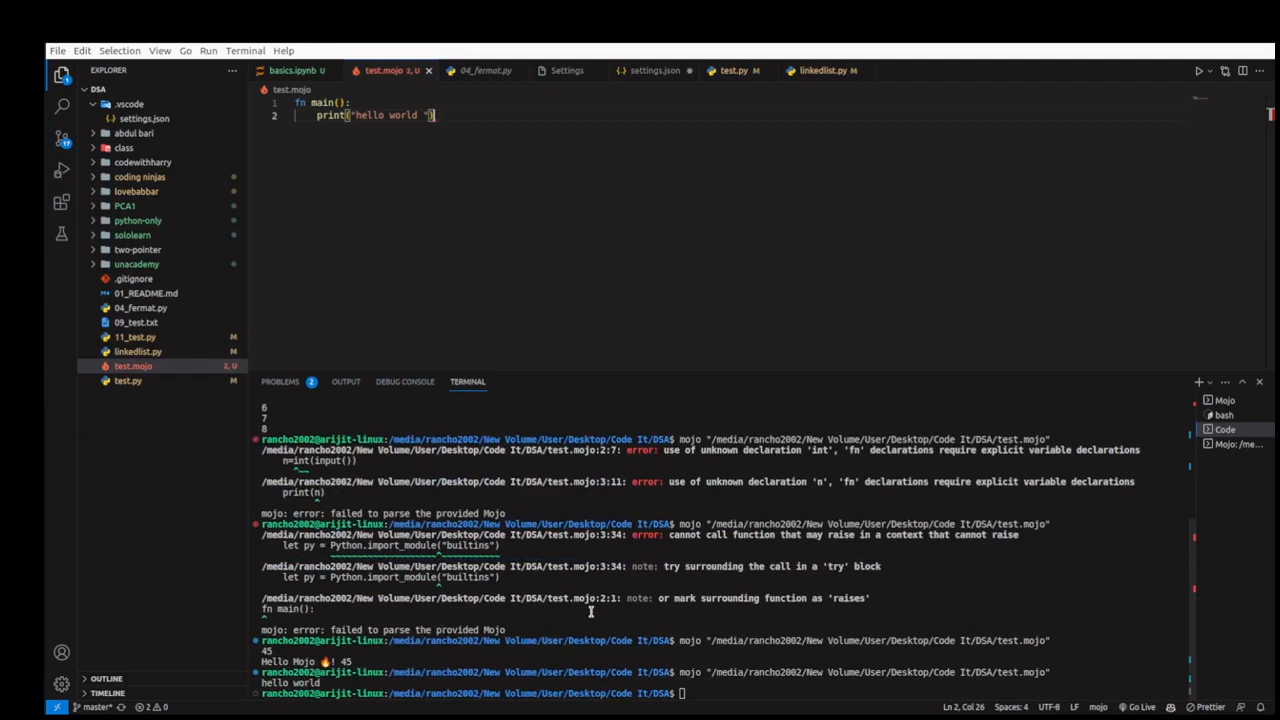 File Edit Selection View Go Run Terminal Help
EXPLORER ...
basics.ipynb U test.mojo 2, U 04_fermat.py Settings settings.json test.py M linkedlist.py M
DSA
.vscode
settings.json
abdul bari
class
codewithharry
coding ninjas
lovebabbar
PCA1
python-only
sololearn
two-pointer
unacademy
.gitignore
01_README.md
04_fermat.py
09_test.txt
11_test.py M
linkedlist.py M
test.mojo 2, U
test.py M
OUTLINE
TIMELINE
1
17
test.mojo
1 fn main():
2 print("hello world ")
PROBLEMS 2 OUTPUT DEBUG CONSOLE TERMINAL
6
7
8
rancho2002@arijit-linux:/media/rancho2002/New Volume/User/Desktop/Code It/DSA$ mojo "/media/rancho2002/New Volume/User/Desktop/Code It/DSA/test.mojo"
/media/rancho2002/New Volume/User/Desktop/Code It/DSA/test.mojo:2:7: error: use of unknown declaration 'int', 'fn' declarations require explicit variable declarations
n=int(input())
^~~
/media/rancho2002/New Volume/User/Desktop/Code It/DSA/test.mojo:3:11: error: use of unknown declaration 'n', 'fn' declarations require explicit variable declarations
print(n)
^
mojo: error: failed to parse the provided Mojo
rancho2002@arijit-linux:/media/rancho2002/New Volume/User/Desktop/Code It/DSA$ mojo "/media/rancho2002/New Volume/User/Desktop/Code It/DSA/test.mojo"
/media/rancho2002/New Volume/User/Desktop/Code It/DSA/test.mojo:3:34: error: cannot call function that may raise in a context that cannot raise
let py = Python.import_module("builtins")
~~~~~~~~~~~~~~~~~~~~^~~~~~~~~~~
/media/rancho2002/New Volume/User/Desktop/Code It/DSA/test.mojo:3:34: note: try surrounding the call in a 'try' block
let py = Python.import_module("builtins")
^
/media/rancho2002/New Volume/User/Desktop/Code It/DSA/test.mojo:2:1: note: or mark surrounding function as 'raises'
fn main():
^
mojo: error: failed to parse the provided Mojo
rancho2002@arijit-linux:/media/rancho2002/New Volume/User/Desktop/Code It/DSA$ mojo "/media/rancho2002/New Volume/User/Desktop/Code It/DSA/test.mojo"
45
Hello Mojo 🔥! 45
rancho2002@arijit-linux:/media/rancho2002/New Volume/User/Desktop/Code It/DSA$ mojo "/media/rancho2002/New Volume/User/Desktop/Code It/DSA/test.mojo"
hello world
rancho2002@arijit-linux:/media/rancho2002/New Volume/User/Desktop/Code It/DSA$
Mojo
bash
Code
Mojo: /me...
master* 2 0 Ln 2, Col 26 Spaces: 4 UTF-8 LF mojo Go Live Prettier